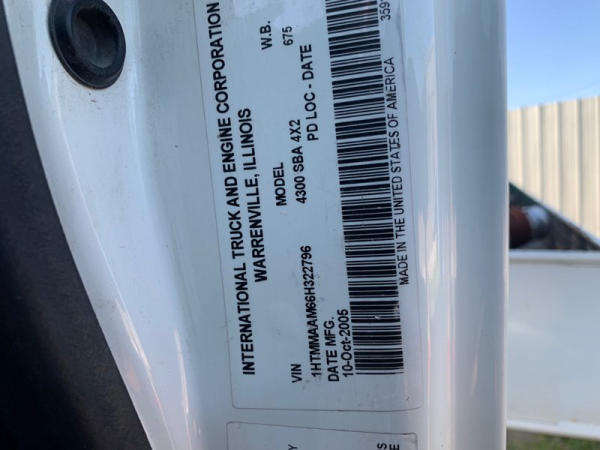 INTERNATIONAL TRUCK AND ENGINE CORPORATION
WARRENVILLE, ILLINOIS
VIN MODEL W.B.
1HTMMAAM66H322796 4300 SBA 4X2 675
DATE MFG. PD LOC - DATE
10-Oct-2005
MADE IN THE UNITED STATES OF AMERICA